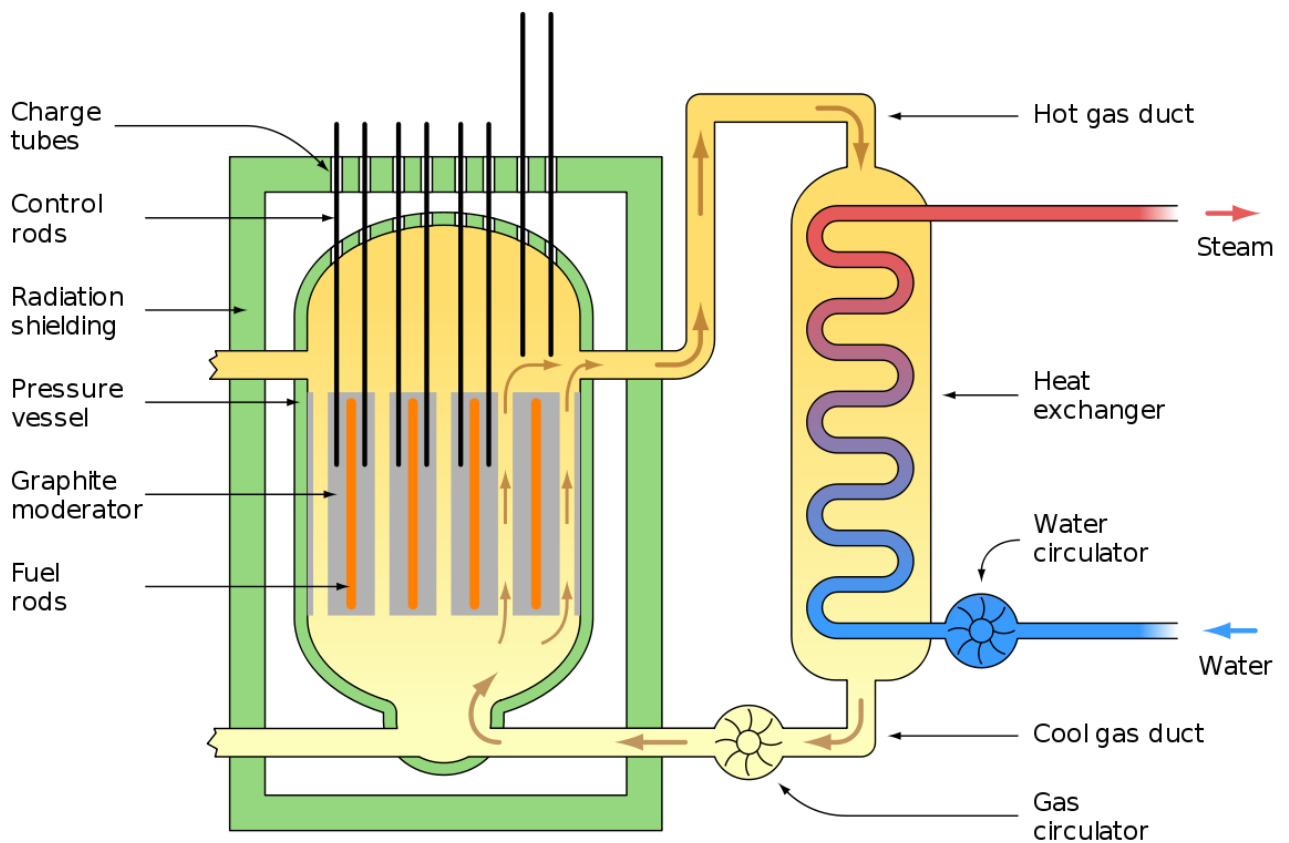 Charge
tubes
Control
rods
Radiation
shielding
Pressure
vessel
Graphite
moderator
Fuel
rods
Hot gas duct
Steam
Heat
exchanger
Water
circulator
Water
Cool gas duct
Gas
circulator